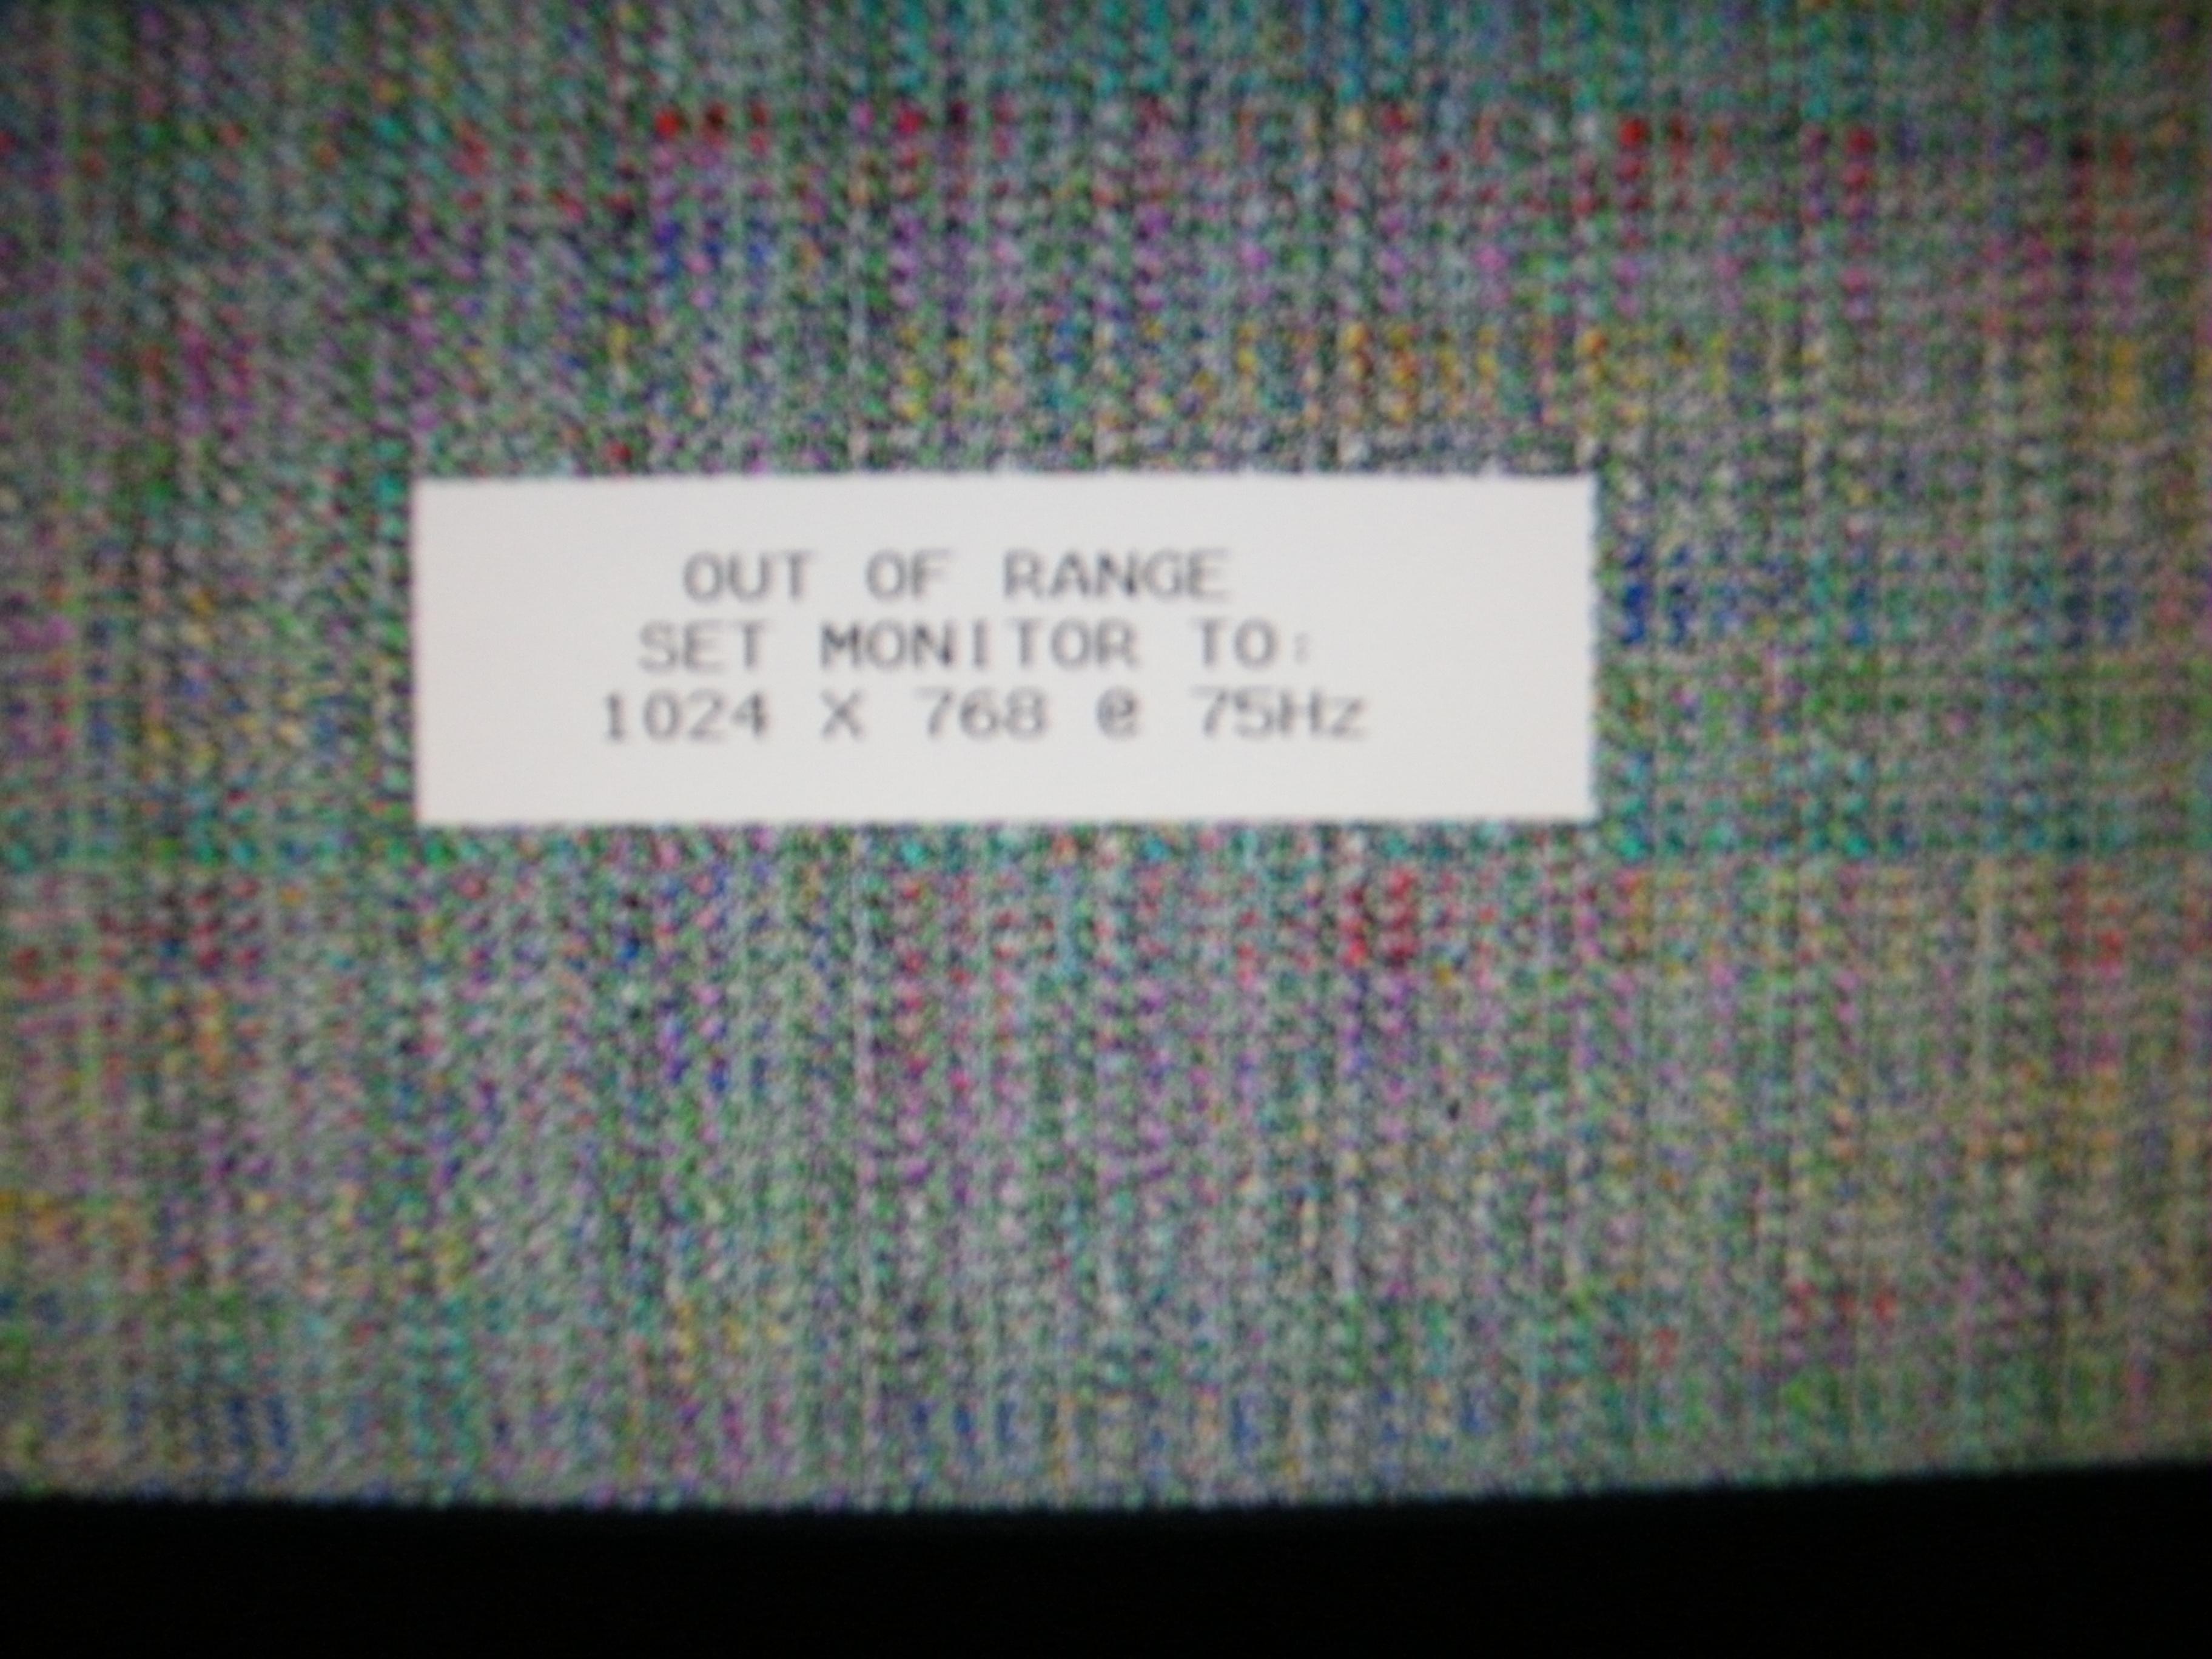 OUT OF RANGE
SET MONITOR TO:
1024 X 768 @ 75Hz